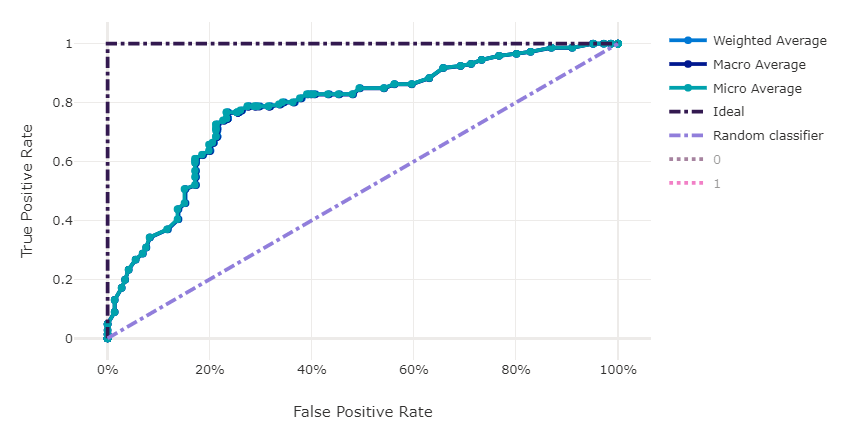 1
0.8
0.6
0.4
0.2
0
True Positive Rate
0%
20%
40%
60%
80%
100%
False Positive Rate
Weighted Average
Macro Average
Micro Average
Ideal
Random classifier
0
1